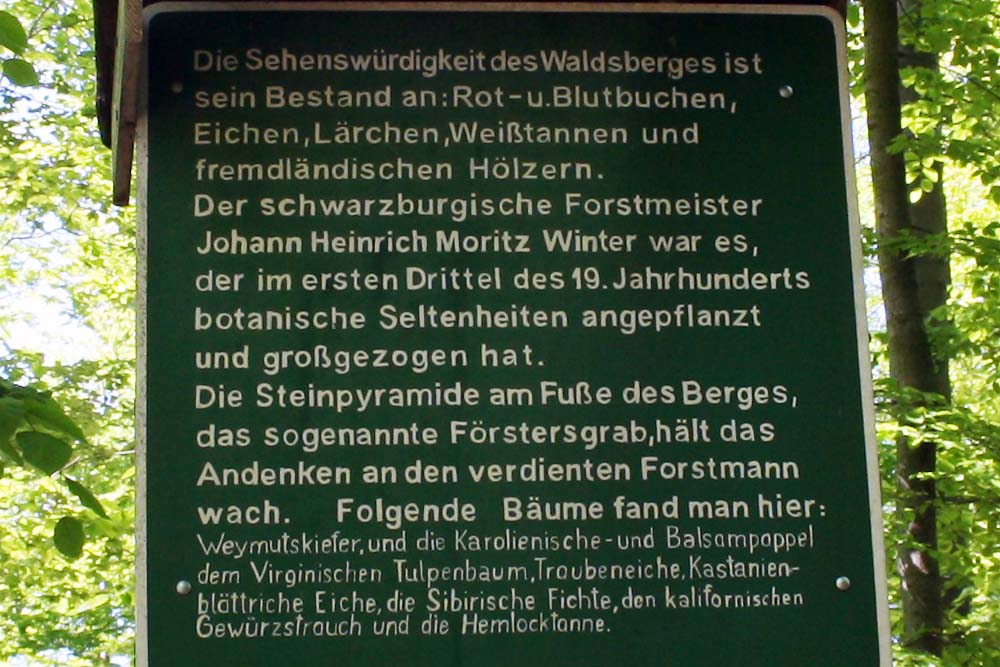 Die Sehenswürdigkeit des Waldsberges ist
sein Bestand an: Rot-u. Blutbuchen,
Eichen, Lärchen, Weißtannen und
fremdländischen Hölzern.
Der schwarzburgische Forstmeister
Johann Heinrich Moritz Winter war es,
der im ersten Drittel des 19. Jahrhunderts
botanische Seltenheiten angepflanzt
und großgezogen hat.
Die Steinpyramide am Fuße des Berges,
das sogenannte Förstersgrab, hält das
Andenken an den verdienten Forstmann
wach. Folgende Bäume fand man hier:
Weymutskiefer, und die Karolienische-und Balsampappel
dem Virginischen Tulpenbaum, Traubeneiche, Kastanien-
blättriche Eiche, die Sibirische Fichte, den kalifornischen
Gewürzstrauch und die Hemlocktanne.